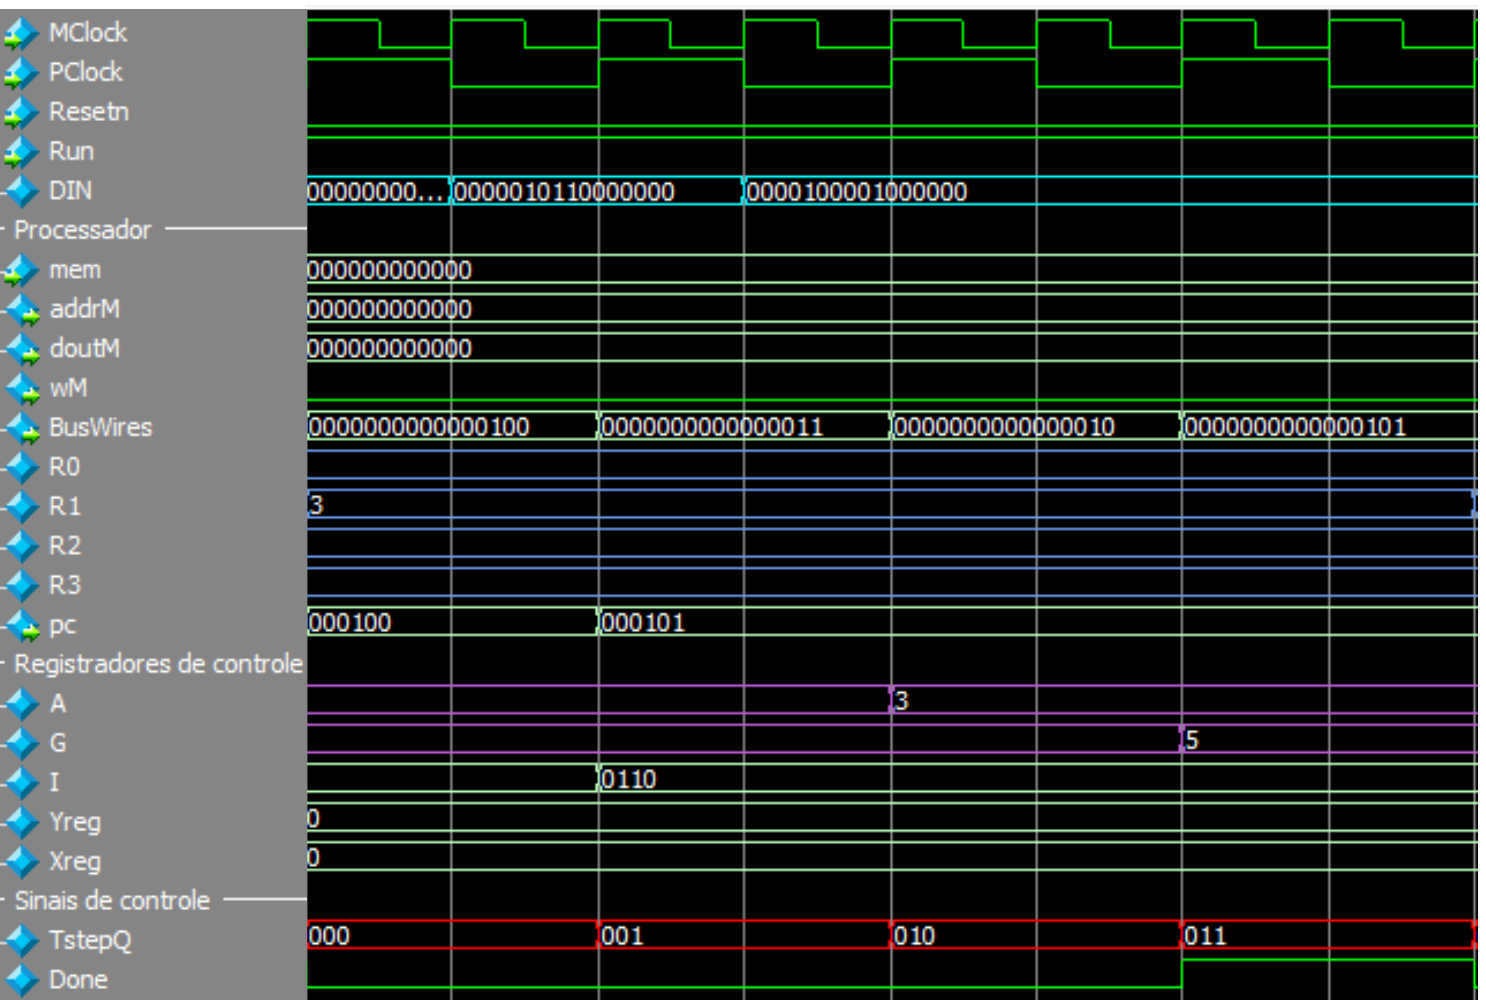 MClock
PClock
Resetn
Run
DIN 00000000... 0000010110000000 0000100001000000
Processador
mem 000000000000
addrM 000000000000
doutM 000000000000
wM
BusWires 0000000000000100 0000000000000011 0000000000000010 0000000000000101
R0
R1 3
R2
R3
pc 000100 000101
Registradores de controle
A 3
G 5
I 0110
Yreg 0
Xreg 0
Sinais de controle
TstepQ 000 001 010 011
Done